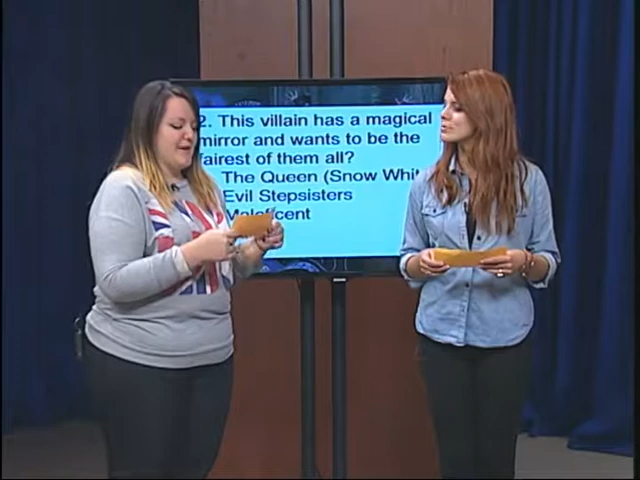 2. This villain has a magical
mirror and wants to be the
fairest of them all?
The Queen (Snow Whit
Evil Stepsisters
Maleficent